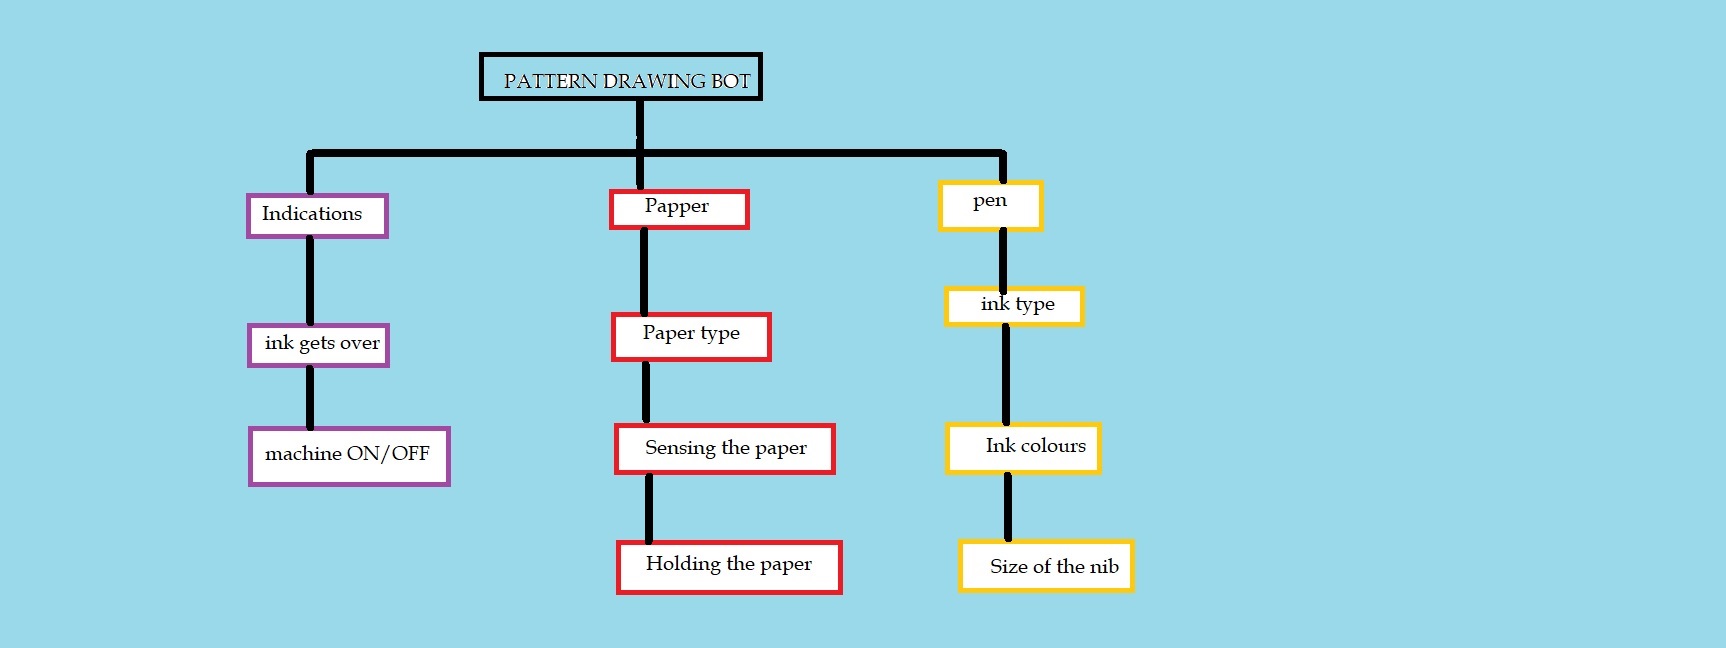 PATTERN DRAWING BOT
Indications
Papper
pen
ink gets over
Paper type
ink type
machine ON/OFF
Sensing the paper
Ink colours
Holding the paper
Size of the nib